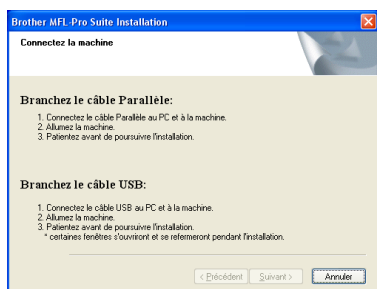 Brother MFL-Pro Suite Installation
Connectez la machine
Branchez le câble Parallèle:
1. Connectez le câble Parallèle au PC et à la machine.
2. Allumez la machine.
3. Patientez avant de poursuivre l'installation.
Branchez le câble USB:
1. Connectez le câble USB au PC et à la machine.
2. Allumez la machine.
3. Patientez avant de poursuivre l'installation.
* certaines fenêtres s'ouvriront et se refermeront pendant l'installation.
< Précédent
Suivant >
Annuler